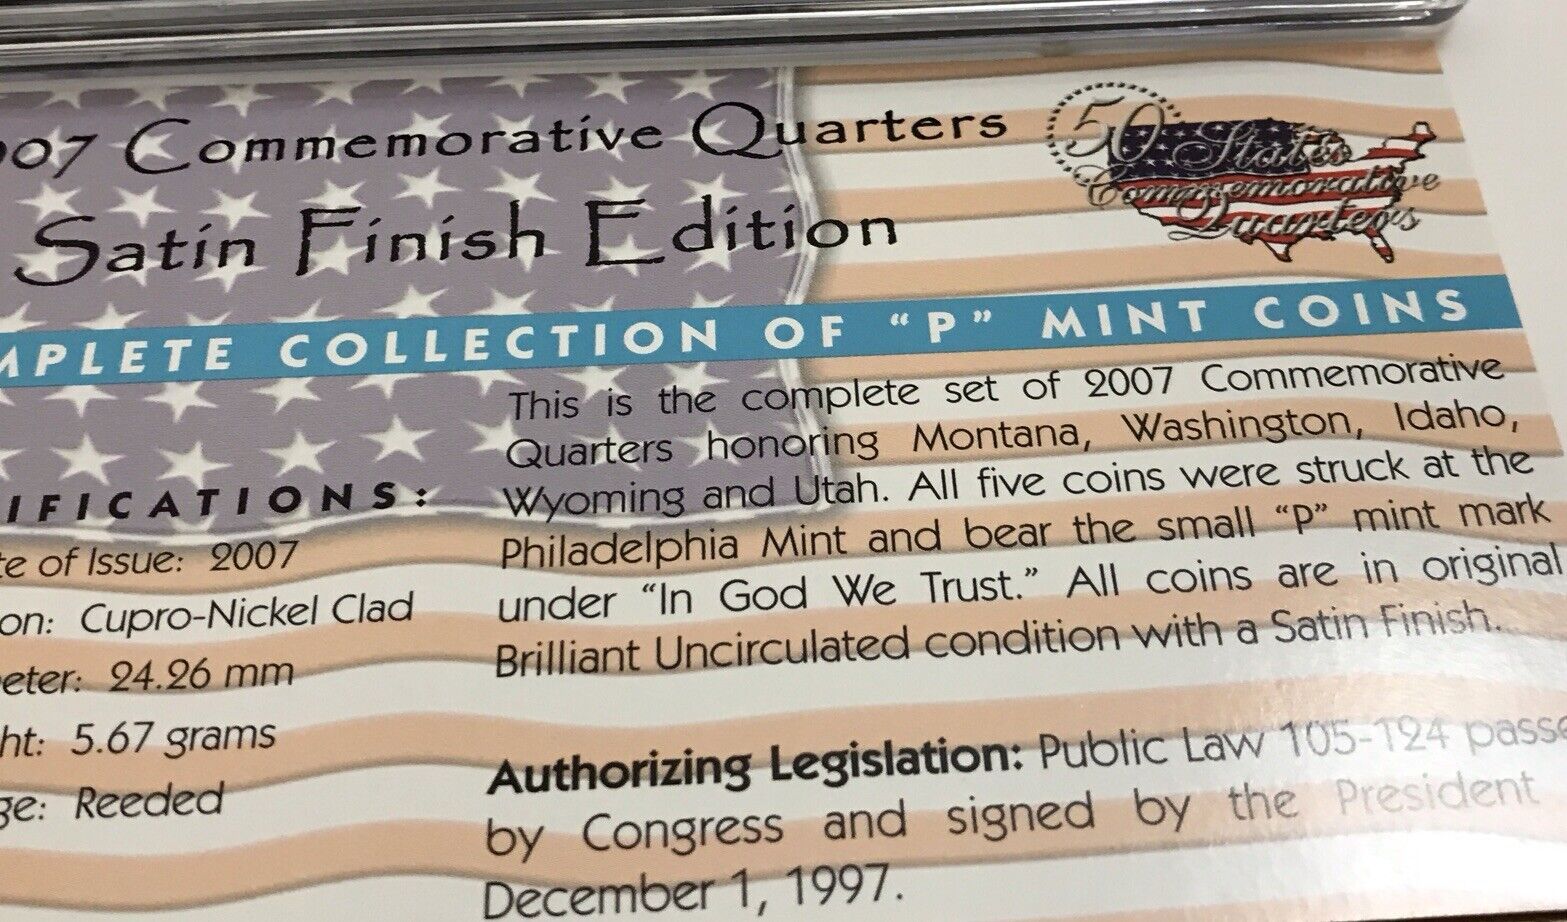 007 Commemorative Quarters
50 States
Commemorative
Quarters
Satin Finish Edition
MPLETE COLLECTION OF "P" MINT COINS
IFICATIONS:
te of Issue: 2007
on: Cupro-Nickel Clad
eter: 24.26 mm
ht: 5.67 grams
ge: Reeded
This is the complete set of 2007 Commemorative
Quarters honoring Montana, Washington, Idaho,
Wyoming and Utah. All five coins were struck at the
Philadelphia Mint and bear the small "P" mint mark
under "In God We Trust." All coins are in original
Brilliant Uncirculated condition with a Satin Finish.
Authorizing Legislation: Public Law 105-124 passe
by Congress and signed by the President
December 1, 1997.